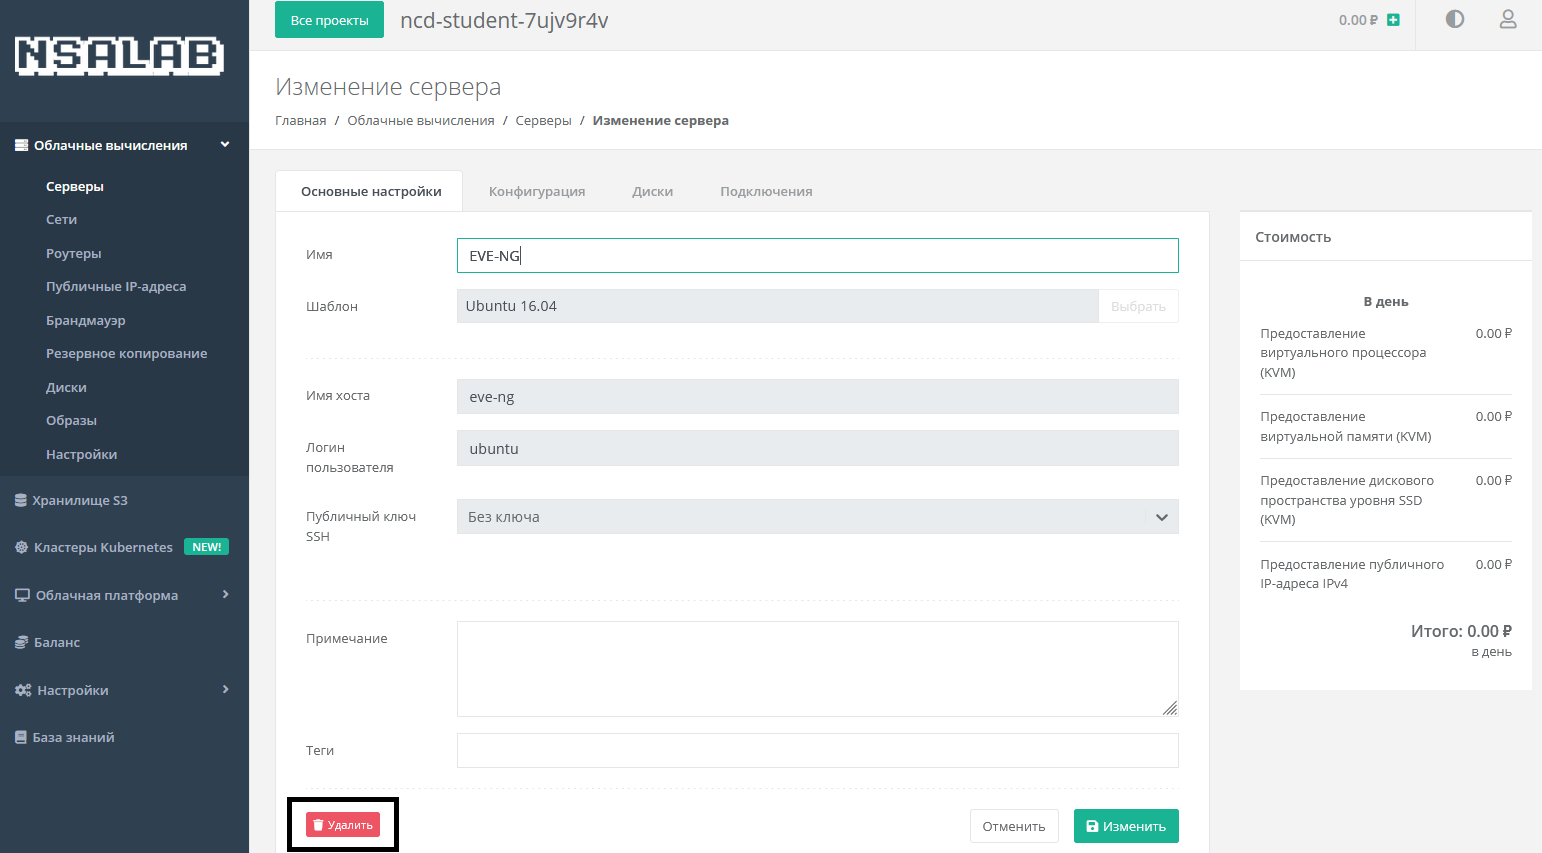 NSALAB
Все проекты
ncd-student-7ujv9r4v
0.00 ₽
Облачные вычисления
Серверы
Сети
Роутеры
Публичные IP-адреса
Брандмауэр
Резервное копирование
Диски
Образы
Настройки
Хранилище S3
Кластеры Kubernetes NEW!
Облачная платформа
Баланс
Настройки
База знаний
Изменение сервера
Главная / Облачные вычисления / Серверы / Изменение сервера
Основные настройки Конфигурация Диски Подключения
Имя EVE-NG
Шаблон Ubuntu 16.04 Выбрать
Имя хоста eve-ng
Логин
пользователя
ubuntu
Публичный ключ
SSH
Без ключа
Примечание
Теги
Удалить
Отменить
Изменить
Стоимость
В день
Предоставление 0.00 ₽
виртуального процессора
(KVM)
Предоставление 0.00 ₽
виртуальной памяти (KVM)
Предоставление дискового 0.00 ₽
пространства уровня SSD
(KVM)
Предоставление публичного 0.00 ₽
IP-адреса IPv4
Итого: 0.00 ₽
в день